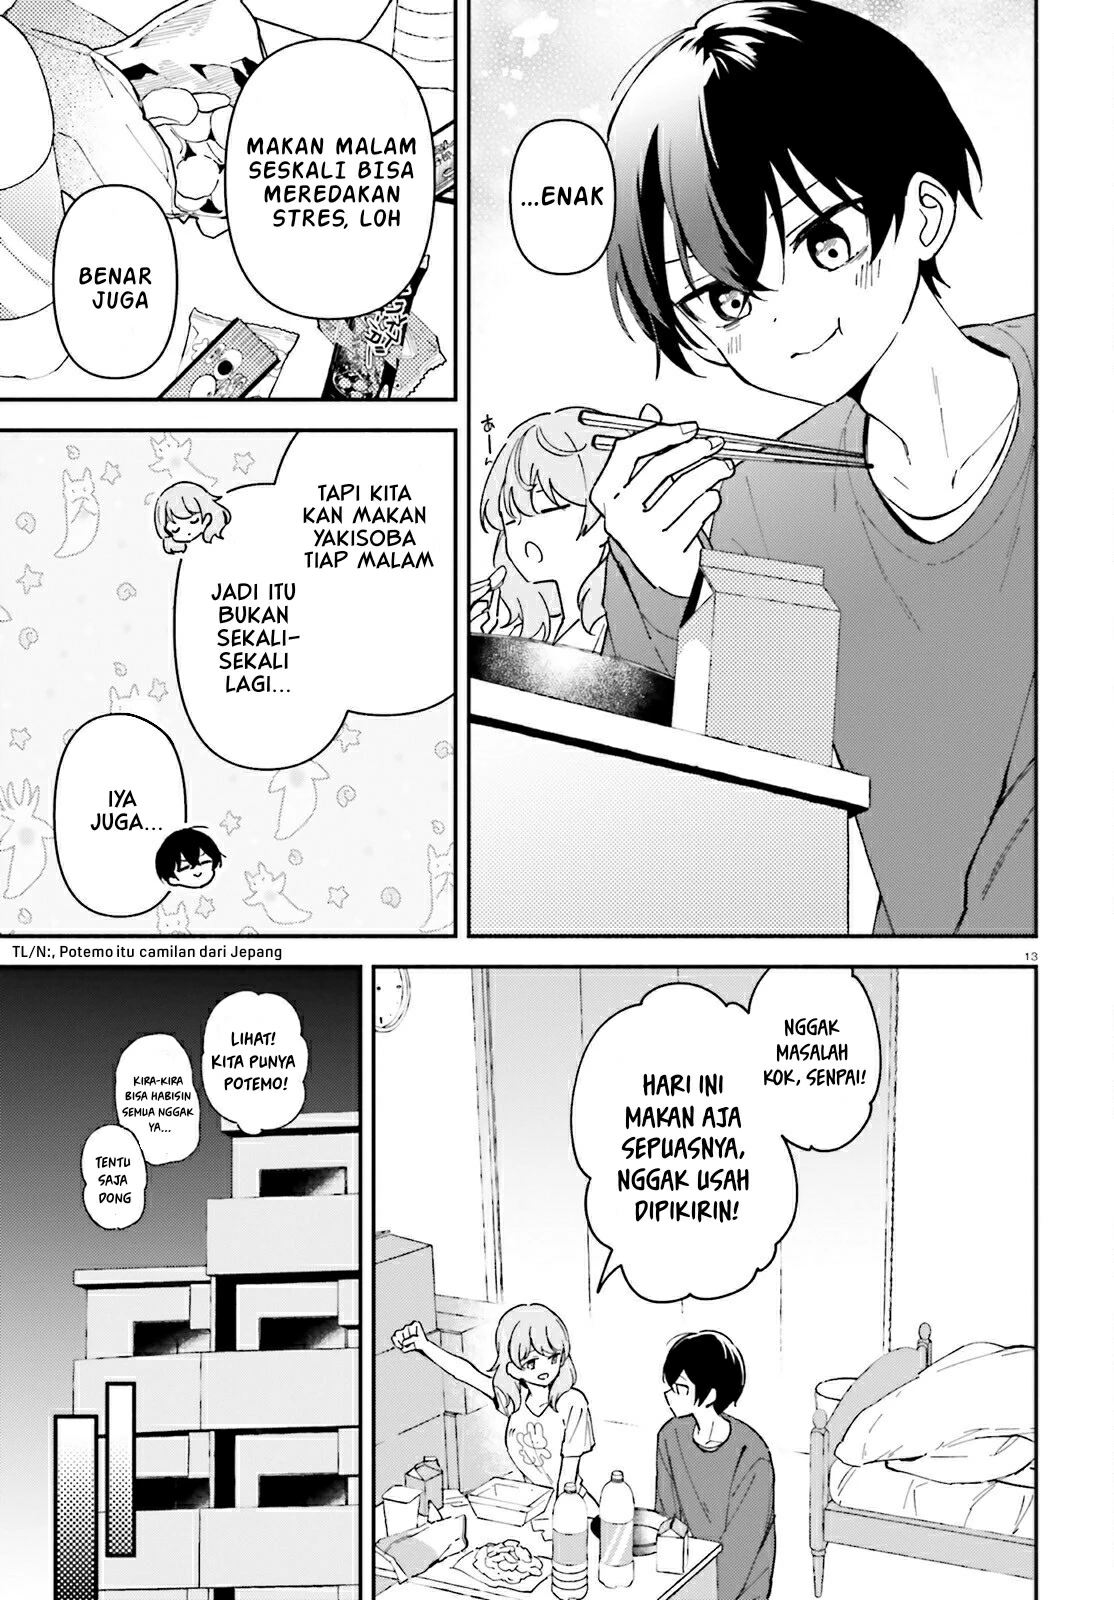 ...ENAK
あーん
MAKAN MALAM
SESKALI BISA
MEREDAKAN
STRES, LOH
BENAR
JUGA
TAPI KITA
KAN MAKAN
YAKISOBA
TIAP MALAM
JADI ITU
BUKAN
SEKALI-
SEKALI
LAGI...
IYA
JUGA...
TL/N:, Potemo itu camilan dari Jepang
13
NGGAK
MASALAH
KOK, SENPAI!
HARI INI
MAKAN AJA
SEPUASNYA,
NGGAK USAH
DIPIKIRIN!
LIHAT!
KITA PUNYA
POTEMO!
KIRA-KIRA
BISA HABISIN
SEMUA NGGAK
YA...
TENTU
SAJA
DONG